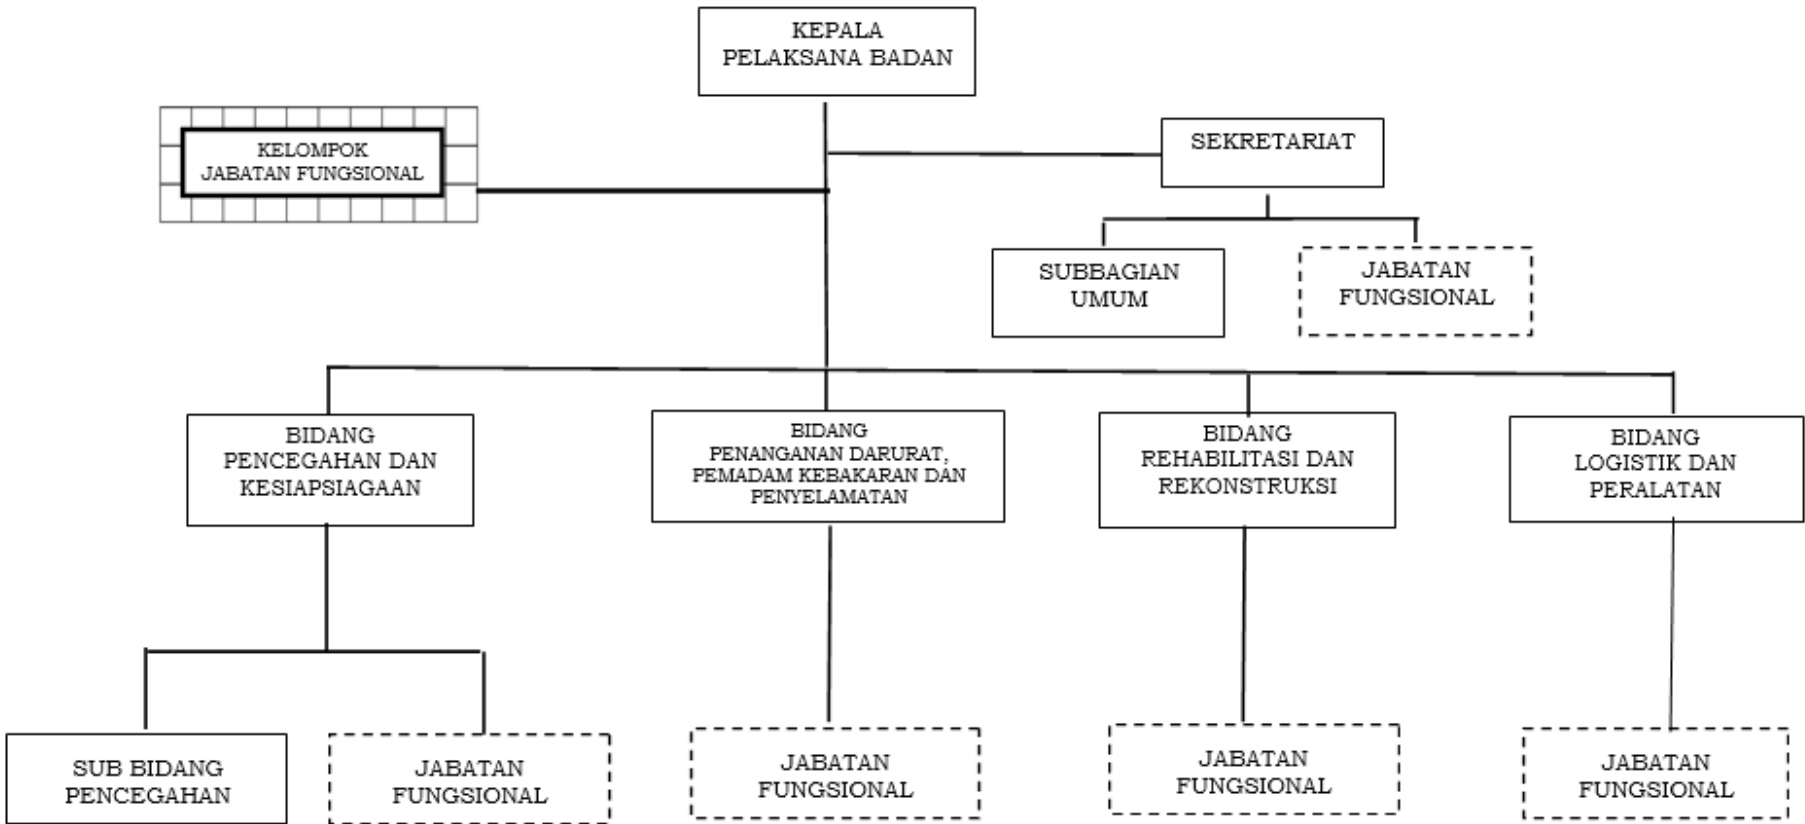 KEPALA
PELAKSANA BADAN
KELOMPOK
JABATAN FUNGSIONAL
SEKRETARIAT
SUBBAGIAN
UMUM
JABATAN
FUNGSIONAL
BIDANG
PENCEGAHAN DAN
KESIAPSIAGAAN
BIDANG
PENANGANAN DARURAT,
PEMADAM KEBAKARAN DAN
PENYELAMATAN
BIDANG
REHABILITASI DAN
REKONSTRUKSI
BIDANG
LOGISTIK DAN
PERALATAN
SUB BIDANG
PENCEGAHAN
JABATAN
FUNGSIONAL
JABATAN
FUNGSIONAL
JABATAN
FUNGSIONAL
JABATAN
FUNGSIONAL